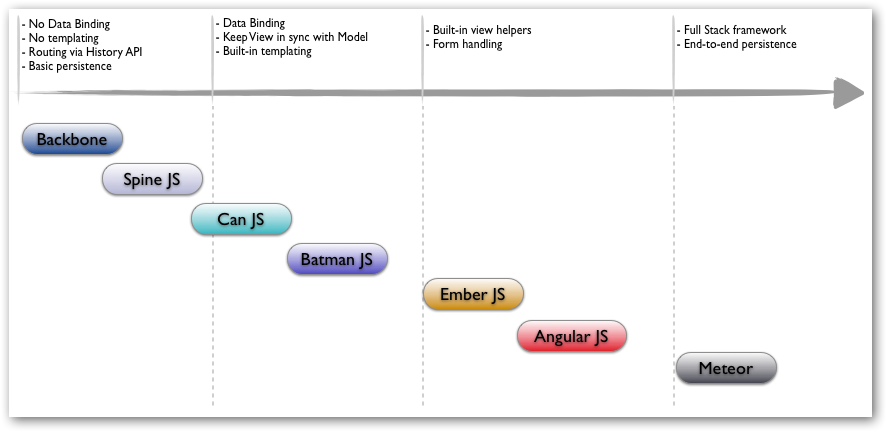 - No Data Binding
- No templating
- Routing via History API
- Basic persistence
- Data Binding
- Keep View in sync with Model
- Built-in templating
- Built-in view helpers
- Form handling
- Full Stack framework
- End-to-end persistence
Backbone
Spine JS
Can JS
Batman JS
Ember JS
Angular JS
Meteor